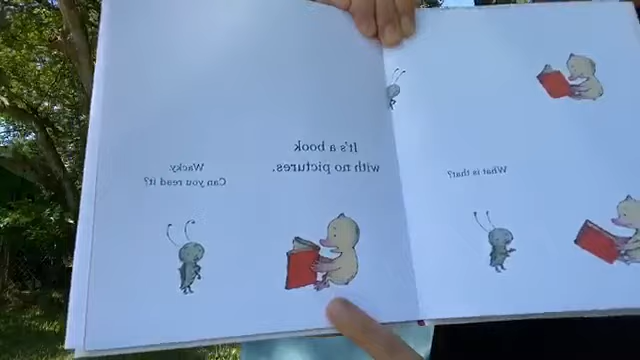 What is that?
It's a book
with no pictures.
Wacky.
Can you read it?